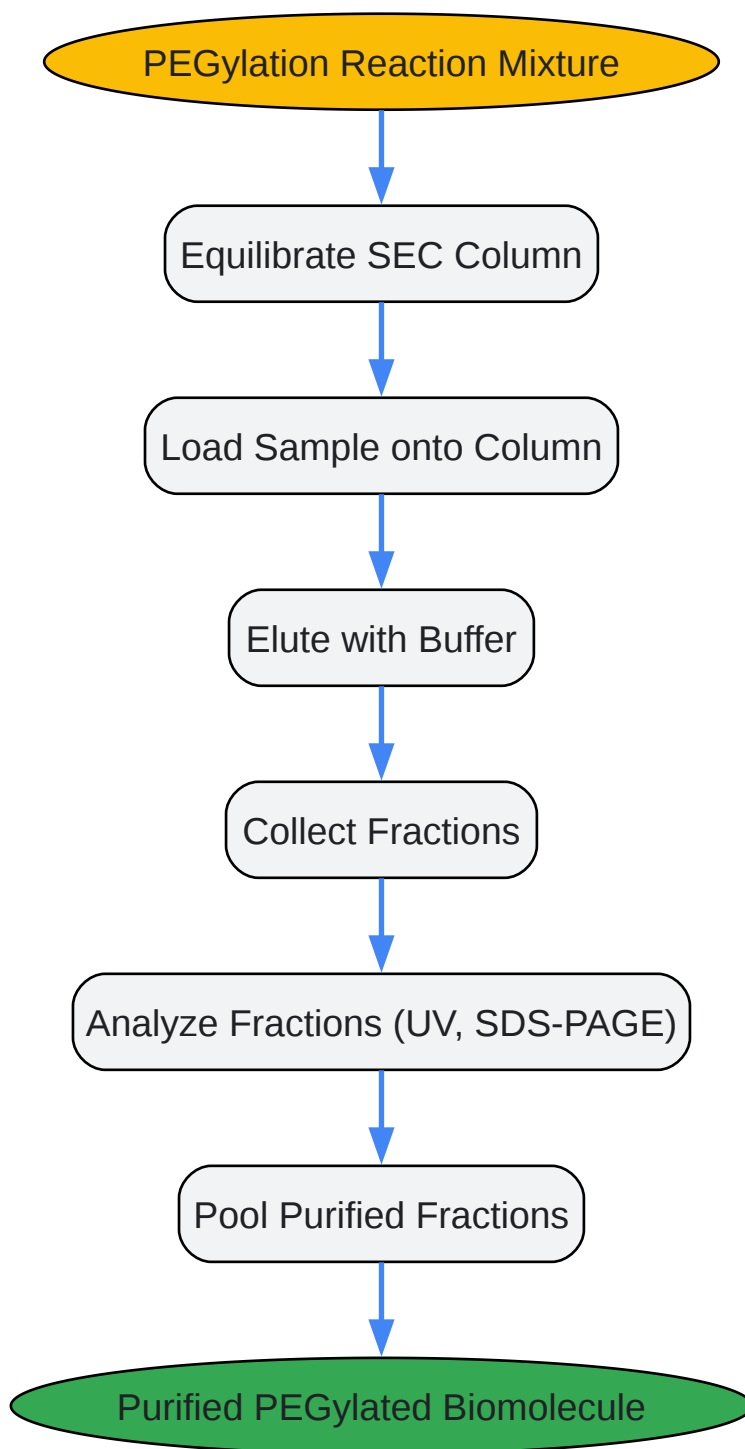 PEGylation Reaction Mixture
Equilibrate SEC Column
Load Sample onto Column
Elute with Buffer
Collect Fractions
Analyze Fractions (UV, SDS-PAGE)
Pool Purified Fractions
Purified PEGylated Biomolecule